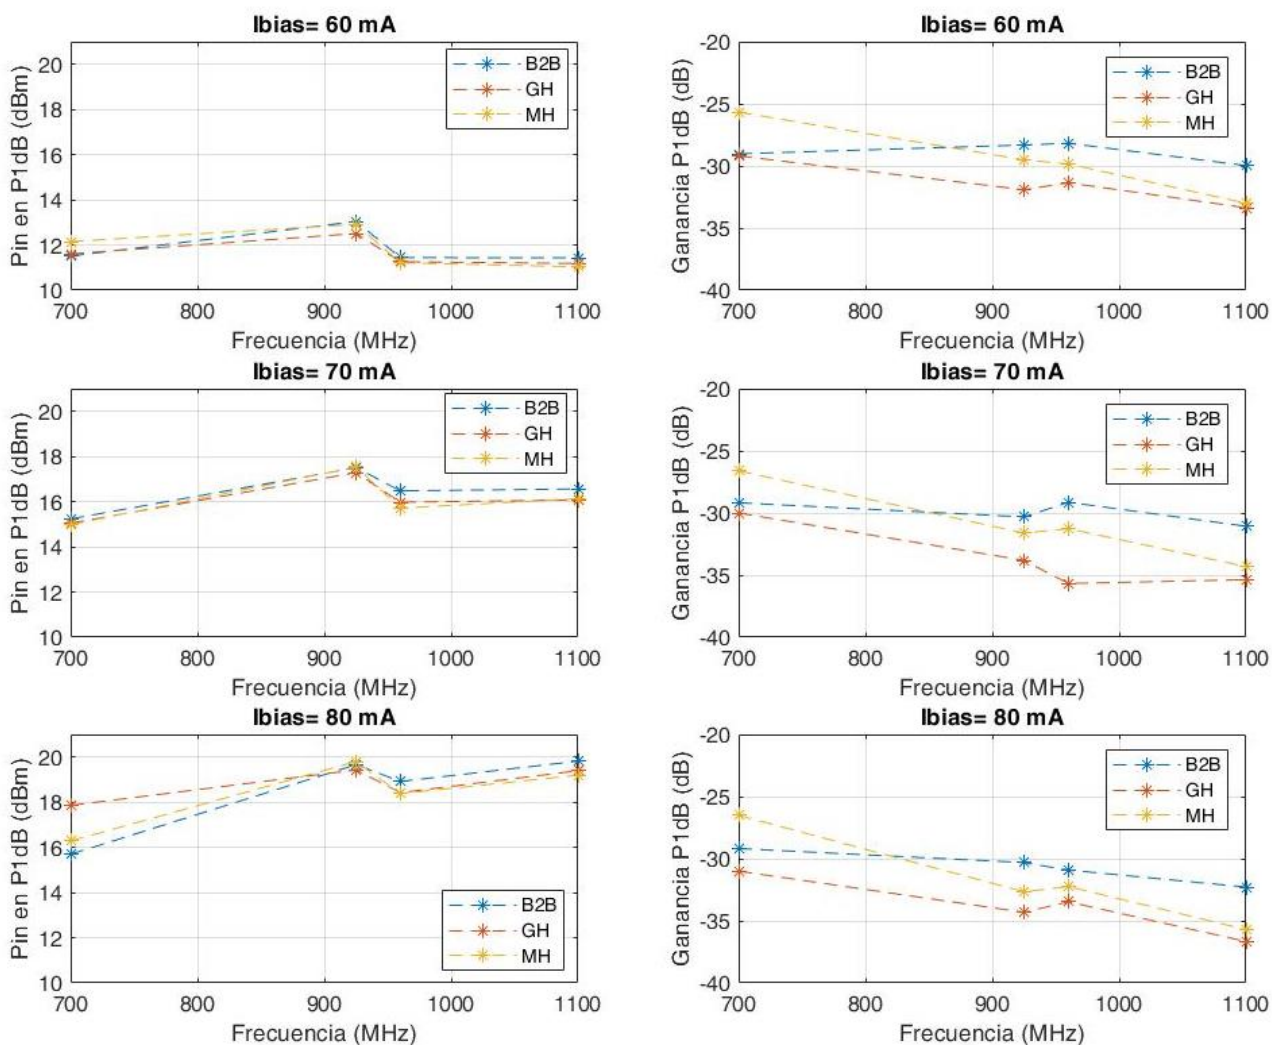 Ibias= 60 mA
Pin en P1dB (dBm)
20
18
16
14
12
10
B2B
GH
MH
700 800 900 1000 1100
Frecuencia (MHz)
Ibias= 60 mA
Ganancia P1dB (dB)
-20
-25
-30
-35
-40
B2B
GH
MH
700 800 900 1000 1100
Frecuencia (MHz)
Ibias= 70 mA
Pin en P1dB (dBm)
20
18
16
14
12
10
B2B
GH
MH
700 800 900 1000 1100
Frecuencia (MHz)
Ibias= 70 mA
Ganancia P1dB (dB)
-20
-25
-30
-35
-40
B2B
GH
MH
700 800 900 1000 1100
Frecuencia (MHz)
Ibias= 80 mA
Pin en P1dB (dBm)
20
18
16
14
12
10
B2B
GH
MH
700 800 900 1000 1100
Frecuencia (MHz)
Ibias= 80 mA
Ganancia P1dB (dB)
-20
-25
-30
-35
-40
B2B
GH
MH
700 800 900 1000 1100
Frecuencia (MHz)